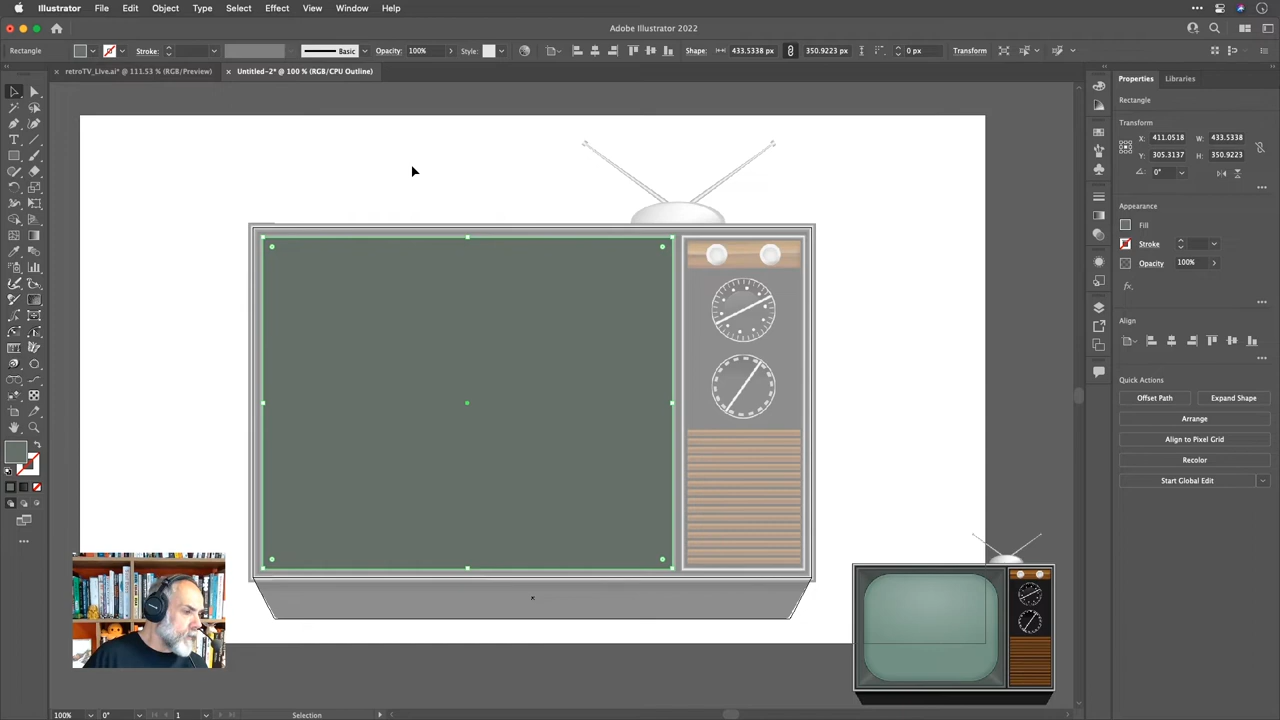 Illustrator File Edit Object Type Select Effect View Window Help
Adobe Illustrator 2022
Rectangle Stroke: Basic Opacity: 100% Style: Shape: 433.5338 px 350.9223 px 0 px Transform
× retroTV_LIve.ai* @ 111.53 % (RGB/Preview) × Untitled-2* @ 100 % (RGB/CPU Outline)
Properties Libraries
Rectangle
Transform
X: 411.0518 W: 433.5338
Y: 305.3137 H: 350.9223
0°
Appearance
Fill
Stroke
Opacity 100%
fx.
Align
Quick Actions
Offset Path Expand Shape
Arrange
Align to Pixel Grid
Recolor
Start Global Edit
100% 0° 1 Selection